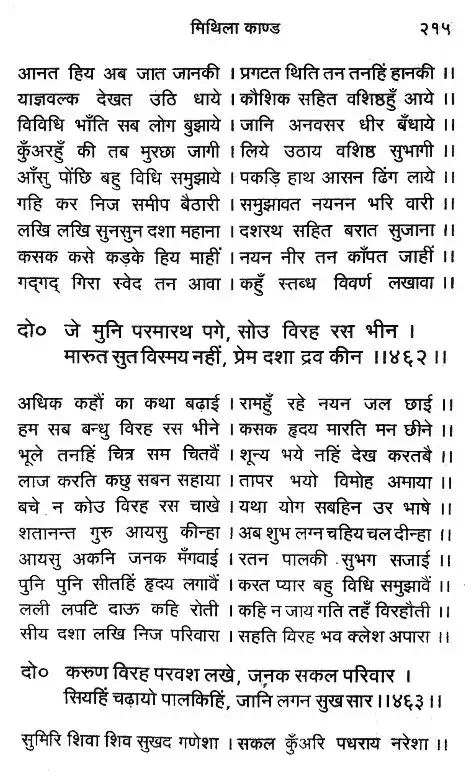 मिथिला काण्ड २१५
आनत हिय अब जात जानकी । प्रगटत थिति तन तनहिं हानकी ।।
याज्ञवल्क देखत उठि धाये । कौशिक सहित वशिष्ठहुँ आये ।।
विविधि भाँति सब लोग बुझाये । जानि अनवसर धीर बँधाये ।।
कुँअरहुँ की तब मुरछा जागी । लिये उठाय वशिष्ठ सुभागी ।।
आँसु पोंछि बहु विधि समुझाये । पकड़ि हाथ आसन ढिंग लाये ।।
गहि कर निज समीप बैठारी । समुझावत नयनन भरि वारी ।।
लखि लखि सुनसुन दशा महाना । दशरथ सहित बरात सुजाना ।।
कसक कसे कड़के हिय माहीं । नयन नीर तन काँपत जाहीं ।।
गद्गद् गिरा स्वेद तन आवा । कहुँ स्तब्ध विवर्ण लखावा ।।
दो० जे मुनि परमारथ पगे, सोउ विरह रस भीन ।
मारुत सुत विस्मय नहीं, प्रेम दशा द्रव कीन ।।४६२।।
अधिक कहौं का कथा बढ़ाई । रामहुँ रहे नयन जल छाई ।।
हम सब बन्धु विरह रस भीने । कसक हृदय मारति मन छीने ।।
भूले तनहिं चित्र सम चितवैं । शून्य भये नहिं देख करतबै ।।
लाज करति कछु सबन सहाया । तापर भयो विमोह अमाया ।।
बचे न कोउ विरह रस चाखे । यथा योग सबहिन उर भाषे ।।
शतानन्त गुरु आयसु कीन्हा । अब शुभ लग्न चहिय चल दीन्हा ।।
आयसु अकनि जनक मँगवाई । रतन पालकी सुभग सजाई ।।
पुनि पुनि सीतहिं हृदय लगावैं । करत प्यार बहु विधि समुझावैं ।।
लली लपटि दाऊ कहि रोती । कहि न जाय गति तहँ विरहौती ।।
सीय दशा लखि निज परिवारा । सहति विरह भव क्लेश अपारा ।।
दो० करुण विरह परवश लखे, जनक सकल परिवार ।
सियहिं चढ़ायो पालकिहिं, जानि लगन सुख सार ।।४६३।।
सुमिरि शिवा शिव सुखद गणेशा । सकल कुँअरि पधराय नरेशा ।।